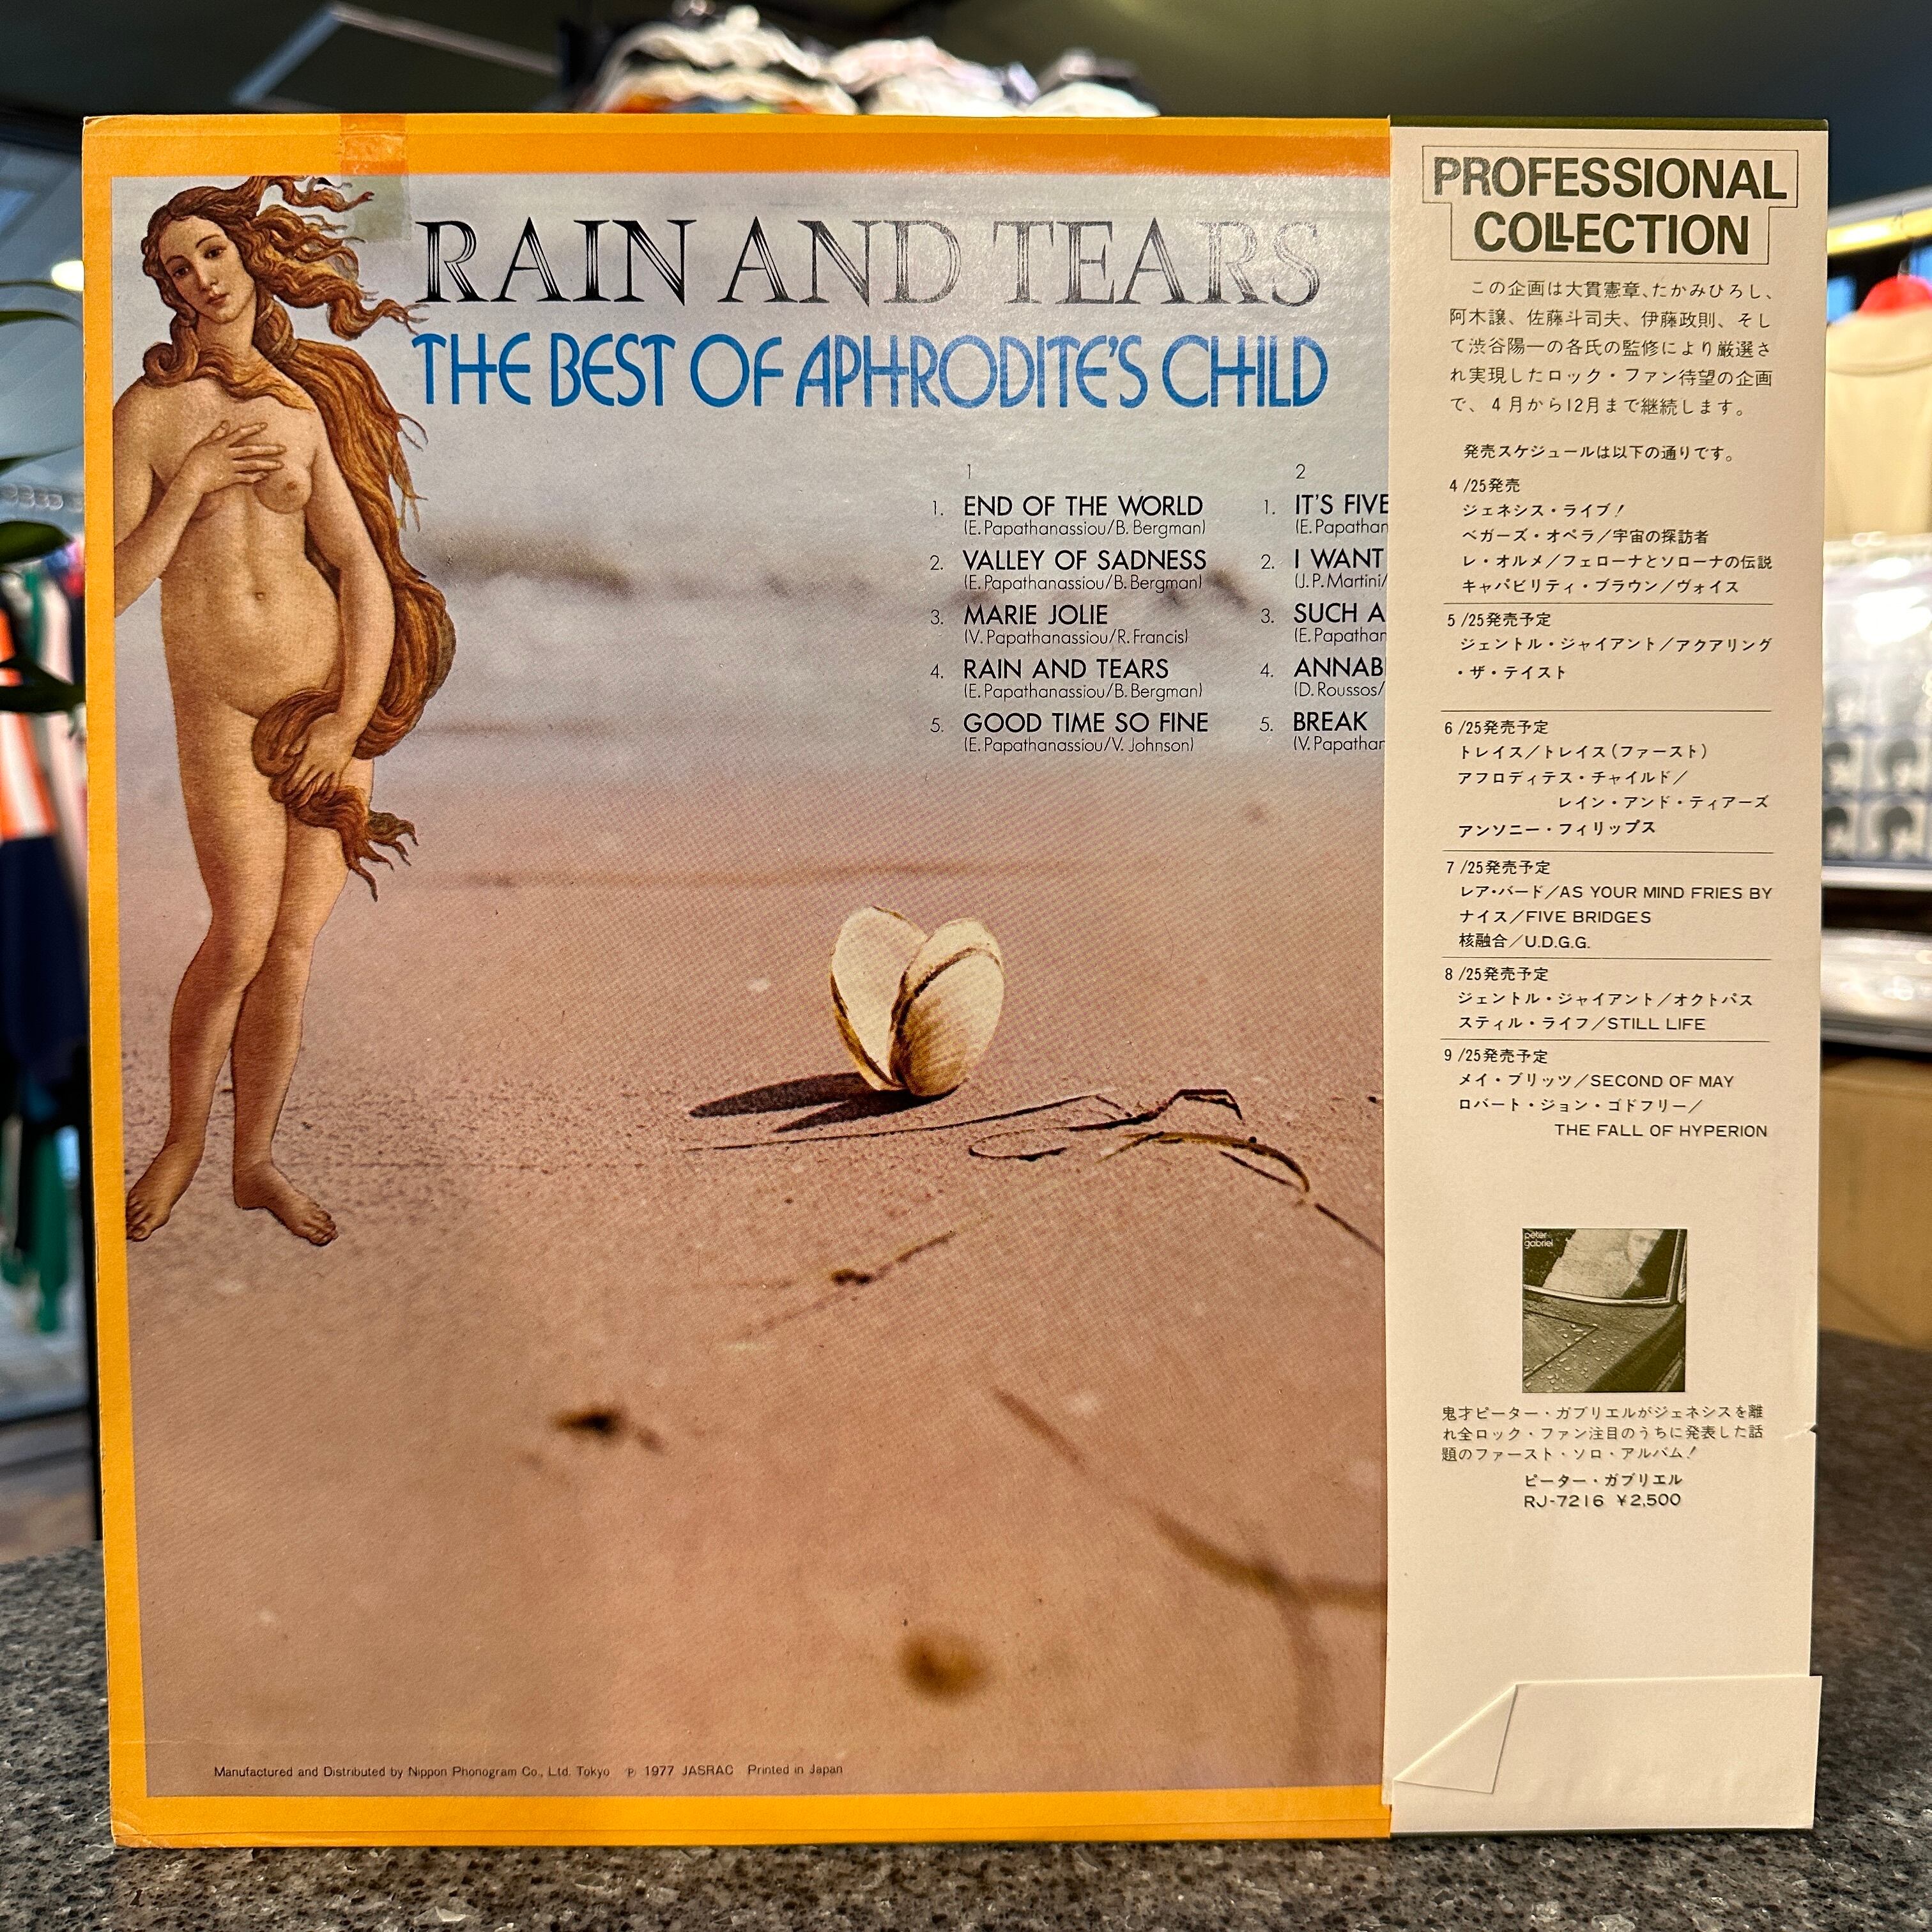 RAIN AND TEARS
THE BEST OF APHRODITE'S CHILD
1
1. END OF THE WORLD
(E. Papathanassiou/B. Bergman)
2. VALLEY OF SADNESS
(E. Papathanassiou/B. Bergman)
3. MARIE JOLIE
(V. Papathanassiou/R. Francis)
4. RAIN AND TEARS
(E. Papathanassiou/B. Bergman)
5. GOOD TIME SO FINE
(E. Papathanassiou/V. Johnson)
2
1. IT'S FIVE
(E. Papathan
2. I WANT
(J. P. Martini/
3. SUCH A
(E. Papathan
4. ANNAB
(D. Roussos/
5. BREAK
(V. Papathan
Manufactured and Distributed by Nippon Phonogram Co., Ltd. Tokyo ℗ 1977 JASRAC Printed in Japan
PROFESSIONAL
COLLECTION
この企画は大貫憲章、たかみひろし、
阿木譲、佐藤斗司夫、伊藤政則、そし
て渋谷陽一の各氏の監修により厳選さ
れ実現したロック・ファン待望の企画
で、4月から12月まで継続します。
発売スケジュールは以下の通りです。
4/25発売
ジェネシス・ライブ!
ベガーズ・オペラ/宇宙の探訪者
レ・オルメ/フェローナとソローナの伝説
キャパビリティ・ブラウン/ヴォイス
5/25発売予定
ジェントル・ジャイアント/アクアリング
・ザ・テイスト
6/25発売予定
トレイス/トレイス(ファースト)
アフロディテス・チャイルド/
レイン・アンド・ティアーズ
アンソニー・フィリップス
7/25発売予定
レア・バード/AS YOUR MIND FRIES BY
ナイス/FIVE BRIDGES
核融合/U.D.G.G.
8/25発売予定
ジェントル・ジャイアント/オクトパス
スティル・ライフ/STILL LIFE
9/25発売予定
メイ・ブリッツ/SECOND OF MAY
ロバート・ジョン・ゴドフリー/
THE FALL OF HYPERION
peter
gabriel
鬼才ピーター・ガブリエルがジェネシスを離
れ全ロック・ファン注目のうちに発表した話
題のファースト・ソロ・アルバム!
ピーター・ガブリエル
RJ-7216 ¥2,500